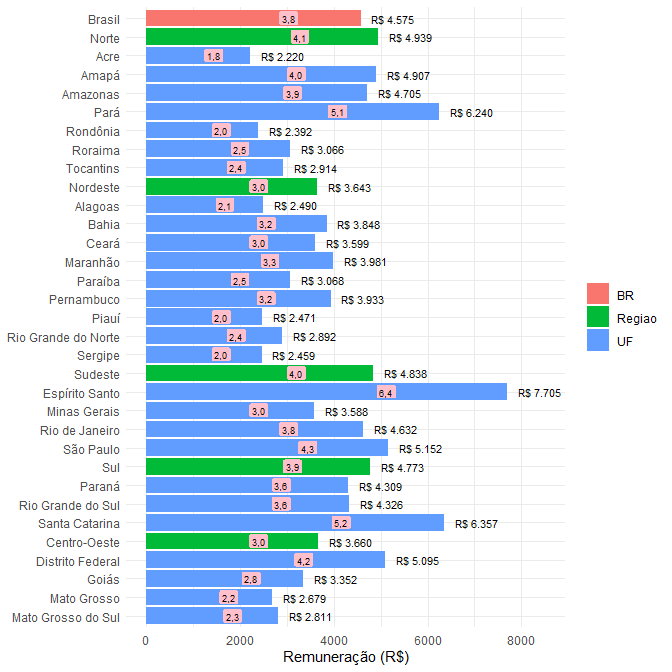 Brasil 3,8 R$ 4.575
Norte 4,1 R$ 4.939
Acre 1,8 R$ 2.220
Amapá 4,0 R$ 4.907
Amazonas 3,9 R$ 4.705
Pará 5,1 R$ 6.240
Rondônia 2,0 R$ 2.392
Roraima 2,5 R$ 3.066
Tocantins 2,4 R$ 2.914
Nordeste 3,0 R$ 3.643
Alagoas 2,1 R$ 2.490
Bahia 3,2 R$ 3.848
Ceará 3,0 R$ 3.599
Maranhão 3,3 R$ 3.981
Paraíba 2,5 R$ 3.068
Pernambuco 3,2 R$ 3.933
Piauí 2,0 R$ 2.471
Rio Grande do Norte 2,4 R$ 2.892
Sergipe 2,0 R$ 2.459
Sudeste 4,0 R$ 4.838
Espírito Santo 6,4 R$ 7.705
Minas Gerais 3,0 R$ 3.588
Rio de Janeiro 3,8 R$ 4.632
São Paulo 4,3 R$ 5.152
Sul 3,9 R$ 4.773
Paraná 3,6 R$ 4.309
Rio Grande do Sul 3,6 R$ 4.326
Santa Catarina 5,2 R$ 6.357
Centro-Oeste 3,0 R$ 3.660
Distrito Federal 4,2 R$ 5.095
Goiás 2,8 R$ 3.352
Mato Grosso 2,2 R$ 2.679
Mato Grosso do Sul 2,3 R$ 2.811
0 2000 4000 6000 8000
Remuneração (R$)
BR
Regiao
UF